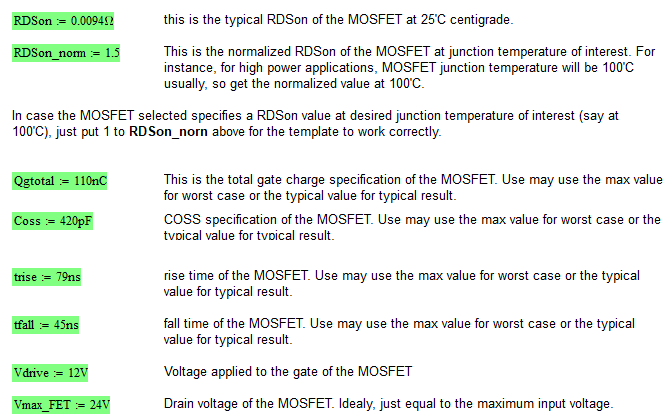 RDSon := 0.0094Ω this is the typical RDSon of the MOSFET at 25'C centigrade.
RDSon_norm := 1.5 This is the normalized RDSon of the MOSFET at junction temperature of interest. For
instance, for high power applications, MOSFET junction temperature will be 100'C
usually, so get the normalized value at 100'C.
In case the MOSFET selected specifies a RDSon value at desired junction temperature of interest (say at
100'C), just put 1 to RDSon_norn above for the template to work correctly.
Qgtotal := 110nC This is the total gate charge specification of the MOSFET. Use may use the max value
for worst case or the typical value for typical result.
Coss := 420pF COSS specification of the MOSFET. Use may use the max value for worst case or the
typical value for typical result.
trise := 79ns rise time of the MOSFET. Use may use the max value for worst case or the typical
value for typical result.
tfall := 45ns fall time of the MOSFET. Use may use the max value for worst case or the typical
value for typical result.
Vdrive := 12V Voltage applied to the gate of the MOSFET
Vmax_FET := 24V Drain voltage of the MOSFET. Idealy, just equal to the maximum input voltage.